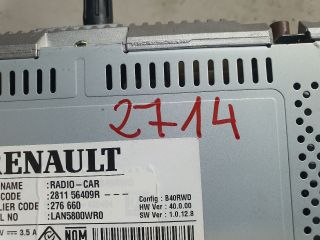 2714
RENAULT
NAME :RADIO-CAR
:2811 56409R
LIER CODE :276 660
L NO :LAN5800WR0
Config : B40RWD
HW Ver : 40.0.00
SW Ver : 1.0.12.8
V 3.5 A
NOM